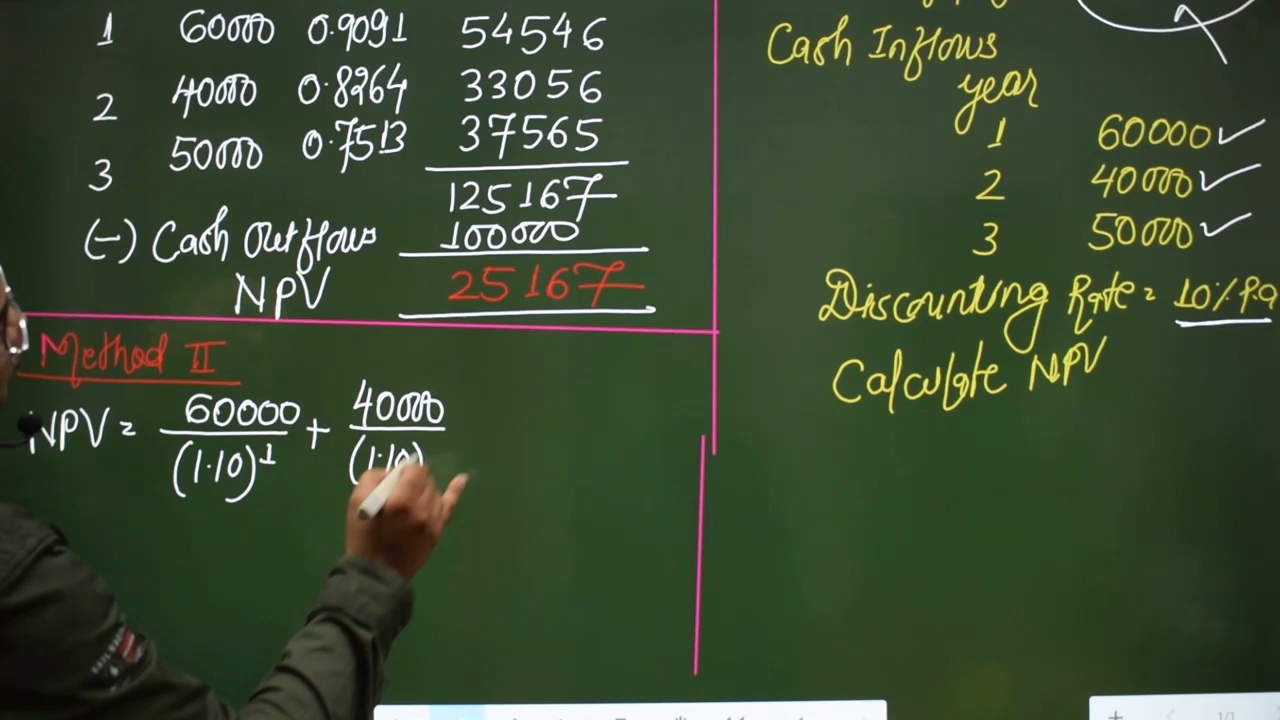 1 60000 0.9091 54546
2 40000 0.8264 33056
3 50000 0.7513 37565
125167
(-) Cash Outflows 100000
NPV 25167
Method II
NPV = 60000/(1.10)^1 + 40000/(1.10)
Cash Inflows
year
1 60000 ✓
2 40000 ✓
3 50000 ✓
Discounting Rate = 10% P.a
Calculate NPV